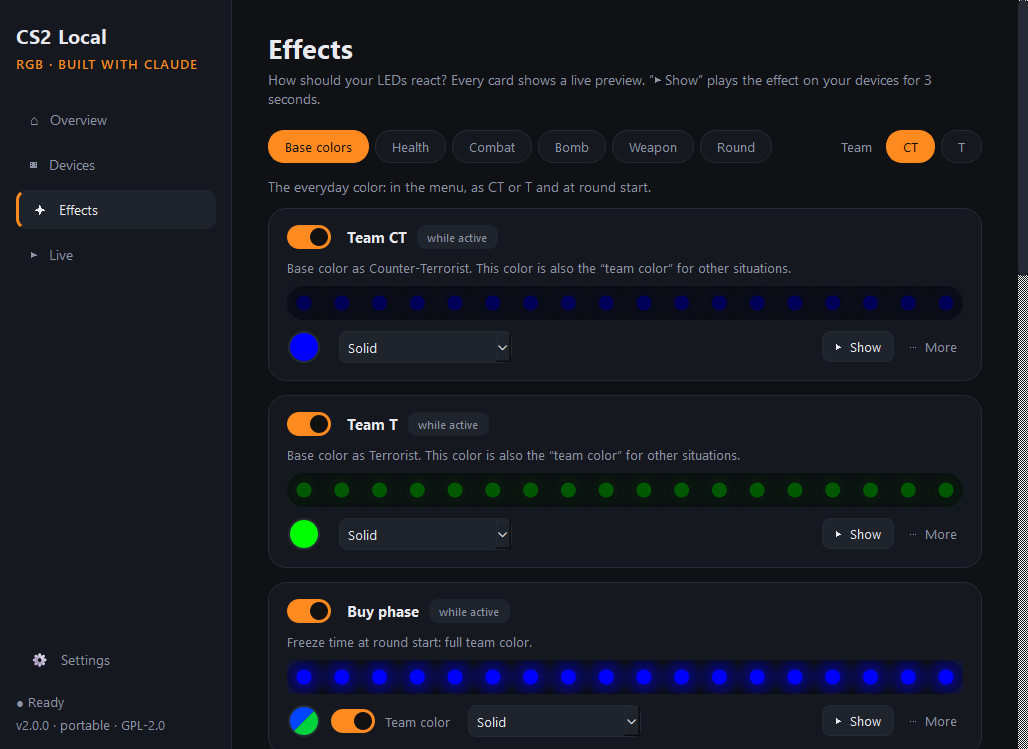 CS2 Local
RGB · BUILT WITH CLAUDE
Overview
Devices
Effects
Live
Settings
Ready
v2.0.0 · portable · GPL-2.0
Effects
How should your LEDs react? Every card shows a live preview. “► Show” plays the effect on your devices for 3
seconds.
Base colors Health Combat Bomb Weapon Round Team CT T
The everyday color: in the menu, as CT or T and at round start.
Team CT while active
Base color as Counter-Terrorist. This color is also the “team color” for other situations.
Solid ► Show ··· More
Team T while active
Base color as Terrorist. This color is also the “team color” for other situations.
Solid ► Show ··· More
Buy phase while active
Freeze time at round start: full team color.
Team color Solid ► Show ··· More